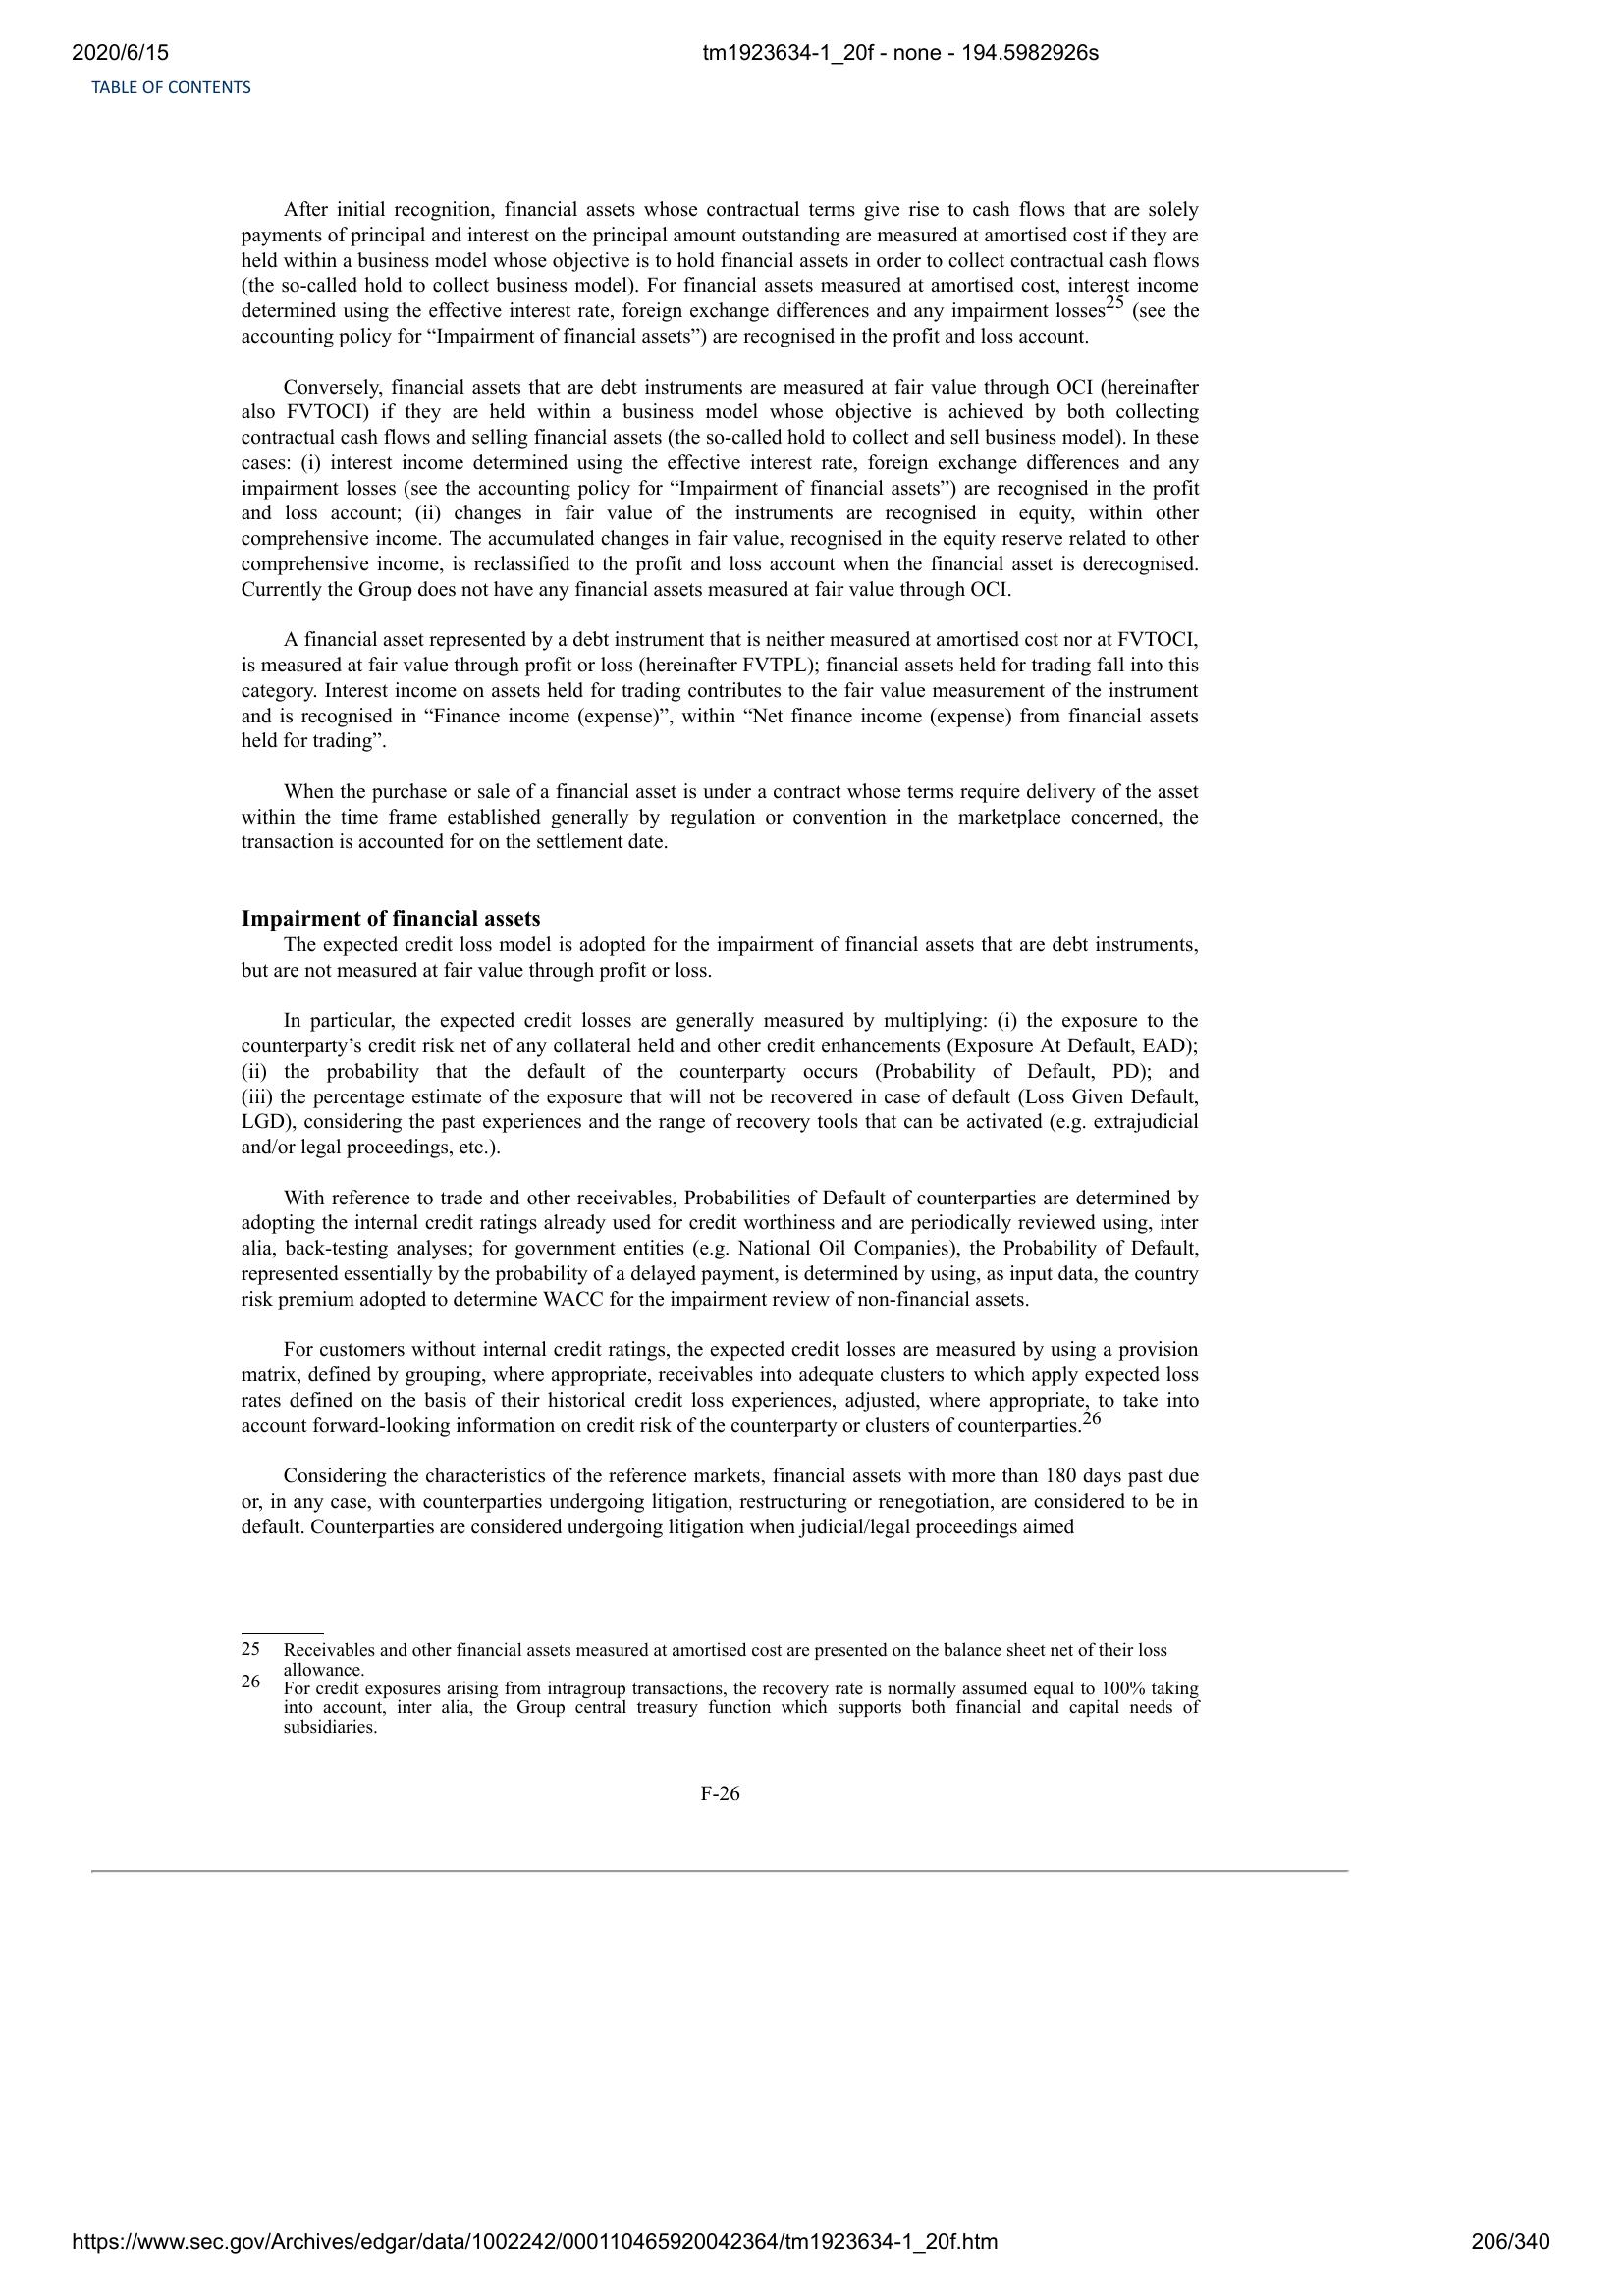 2020/6/15 tm1923634-1_20f - none - 194.5982926s
TABLE OF CONTENTS
After initial recognition, financial assets whose contractual terms give rise to cash flows that are solely
payments of principal and interest on the principal amount outstanding are measured at amortised cost if they are
held within a business model whose objective is to hold financial assets in order to collect contractual cash flows
(the so-called hold to collect business model). For financial assets measured at amortised cost, interest income
determined using the effective interest rate, foreign exchange differences and any impairment losses25 (see the
accounting policy for “Impairment of financial assets”) are recognised in the profit and loss account.
Conversely, financial assets that are debt instruments are measured at fair value through OCI (hereinafter
also FVTOCI) if they are held within a business model whose objective is achieved by both collecting
contractual cash flows and selling financial assets (the so-called hold to collect and sell business model). In these
cases: (i) interest income determined using the effective interest rate, foreign exchange differences and any
impairment losses (see the accounting policy for “Impairment of financial assets”) are recognised in the profit
and loss account; (ii) changes in fair value of the instruments are recognised in equity, within other
comprehensive income. The accumulated changes in fair value, recognised in the equity reserve related to other
comprehensive income, is reclassified to the profit and loss account when the financial asset is derecognised.
Currently the Group does not have any financial assets measured at fair value through OCI.
A financial asset represented by a debt instrument that is neither measured at amortised cost nor at FVTOCI,
is measured at fair value through profit or loss (hereinafter FVTPL); financial assets held for trading fall into this
category. Interest income on assets held for trading contributes to the fair value measurement of the instrument
and is recognised in “Finance income (expense)”, within “Net finance income (expense) from financial assets
held for trading”.
When the purchase or sale of a financial asset is under a contract whose terms require delivery of the asset
within the time frame established generally by regulation or convention in the marketplace concerned, the
transaction is accounted for on the settlement date.
Impairment of financial assets
The expected credit loss model is adopted for the impairment of financial assets that are debt instruments,
but are not measured at fair value through profit or loss.
In particular, the expected credit losses are generally measured by multiplying: (i) the exposure to the
counterparty’s credit risk net of any collateral held and other credit enhancements (Exposure At Default, EAD);
(ii) the probability that the default of the counterparty occurs (Probability of Default, PD); and
(iii) the percentage estimate of the exposure that will not be recovered in case of default (Loss Given Default,
LGD), considering the past experiences and the range of recovery tools that can be activated (e.g. extrajudicial
and/or legal proceedings, etc.).
With reference to trade and other receivables, Probabilities of Default of counterparties are determined by
adopting the internal credit ratings already used for credit worthiness and are periodically reviewed using, inter
alia, back-testing analyses; for government entities (e.g. National Oil Companies), the Probability of Default,
represented essentially by the probability of a delayed payment, is determined by using, as input data, the country
risk premium adopted to determine WACC for the impairment review of non-financial assets.
For customers without internal credit ratings, the expected credit losses are measured by using a provision
matrix, defined by grouping, where appropriate, receivables into adequate clusters to which apply expected loss
rates defined on the basis of their historical credit loss experiences, adjusted, where appropriate, to take into
account forward-looking information on credit risk of the counterparty or clusters of counterparties.26
Considering the characteristics of the reference markets, financial assets with more than 180 days past due
or, in any case, with counterparties undergoing litigation, restructuring or renegotiation, are considered to be in
default. Counterparties are considered undergoing litigation when judicial/legal proceedings aimed
25 Receivables and other financial assets measured at amortised cost are presented on the balance sheet net of their loss
allowance.
26 For credit exposures arising from intragroup transactions, the recovery rate is normally assumed equal to 100% taking
into account, inter alia, the Group central treasury function which supports both financial and capital needs of
subsidiaries.
F-26
https://www.sec.gov/Archives/edgar/data/1002242/000110465920042364/tm1923634-1_20f.htm 206/340